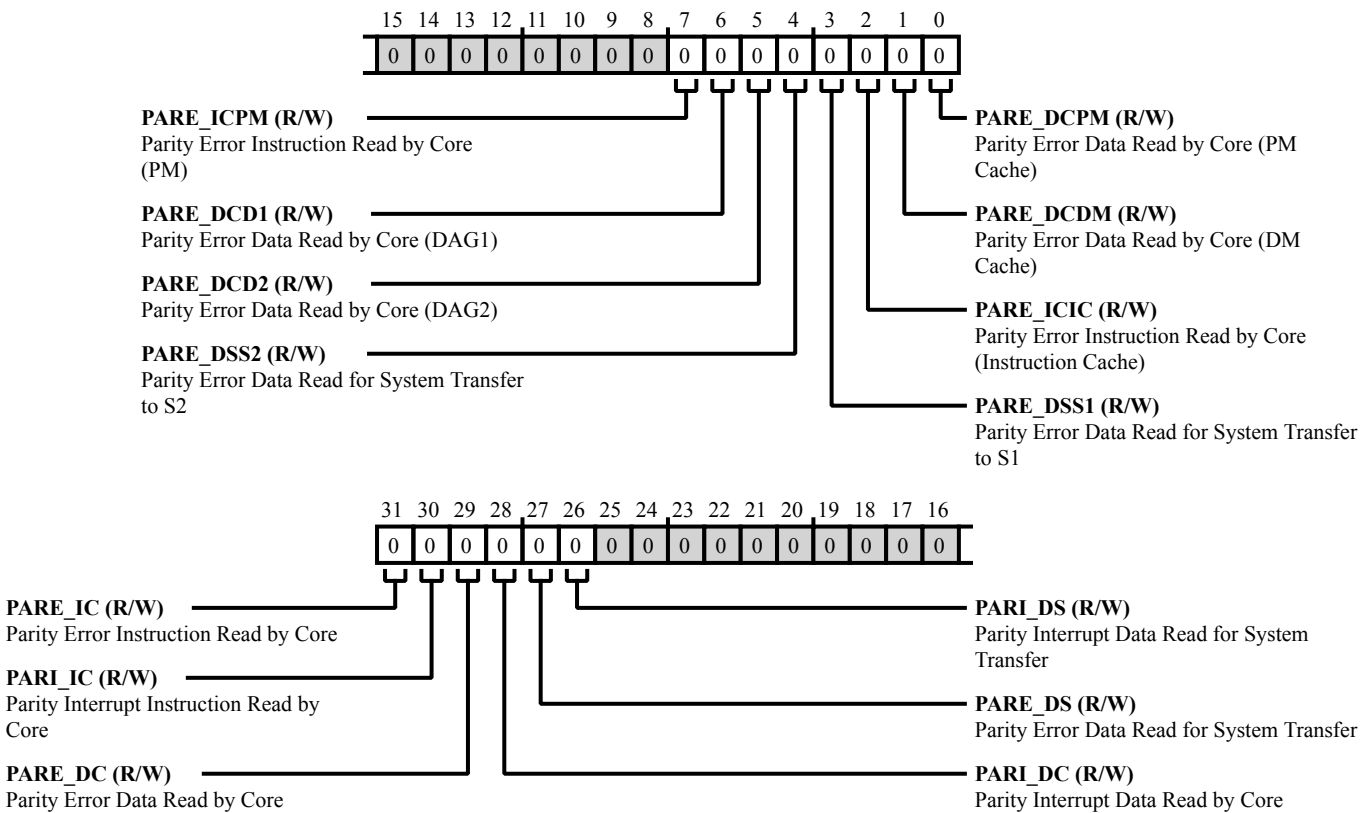 15 14 13 12 11 10 9 8 7 6 5 4 3 2 1 0
0 0 0 0 0 0 0 0 0 0 0 0 0 0 0 0
PARE_ICPM (R/W)
Parity Error Instruction Read by Core
(PM)
PARE_DCD1 (R/W)
Parity Error Data Read by Core (DAG1)
PARE_DCD2 (R/W)
Parity Error Data Read by Core (DAG2)
PARE_DSS2 (R/W)
Parity Error Data Read for System Transfer
to S2
PARE_DCPM (R/W)
Parity Error Data Read by Core (PM
Cache)
PARE_DCDM (R/W)
Parity Error Data Read by Core (DM
Cache)
PARE_ICIC (R/W)
Parity Error Instruction Read by Core
(Instruction Cache)
PARE_DSS1 (R/W)
Parity Error Data Read for System Transfer
to S1
31 30 29 28 27 26 25 24 23 22 21 20 19 18 17 16
0 0 0 0 0 0 0 0 0 0 0 0 0 0 0 0
PARE_IC (R/W)
Parity Error Instruction Read by Core
PARI_IC (R/W)
Parity Interrupt Instruction Read by
Core
PARE_DC (R/W)
Parity Error Data Read by Core
PARI_DS (R/W)
Parity Interrupt Data Read for System
Transfer
PARE_DS (R/W)
Parity Error Data Read for System Transfer
PARI_DC (R/W)
Parity Interrupt Data Read by Core